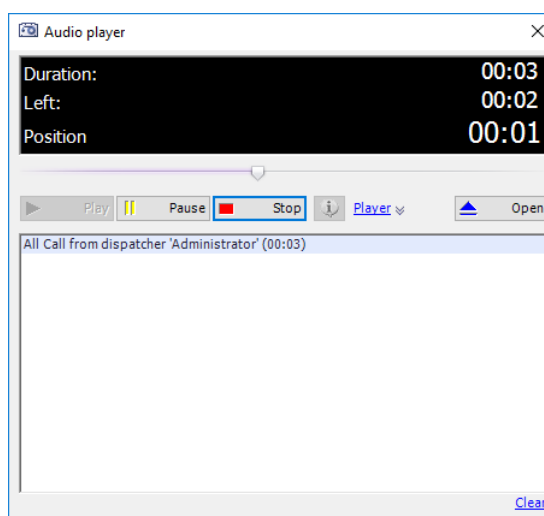 Audio player
Duration: 00:03
Left: 00:02
Position 00:01
Play Pause Stop Player Open
All Call from dispatcher 'Administrator' (00:03)
Clear